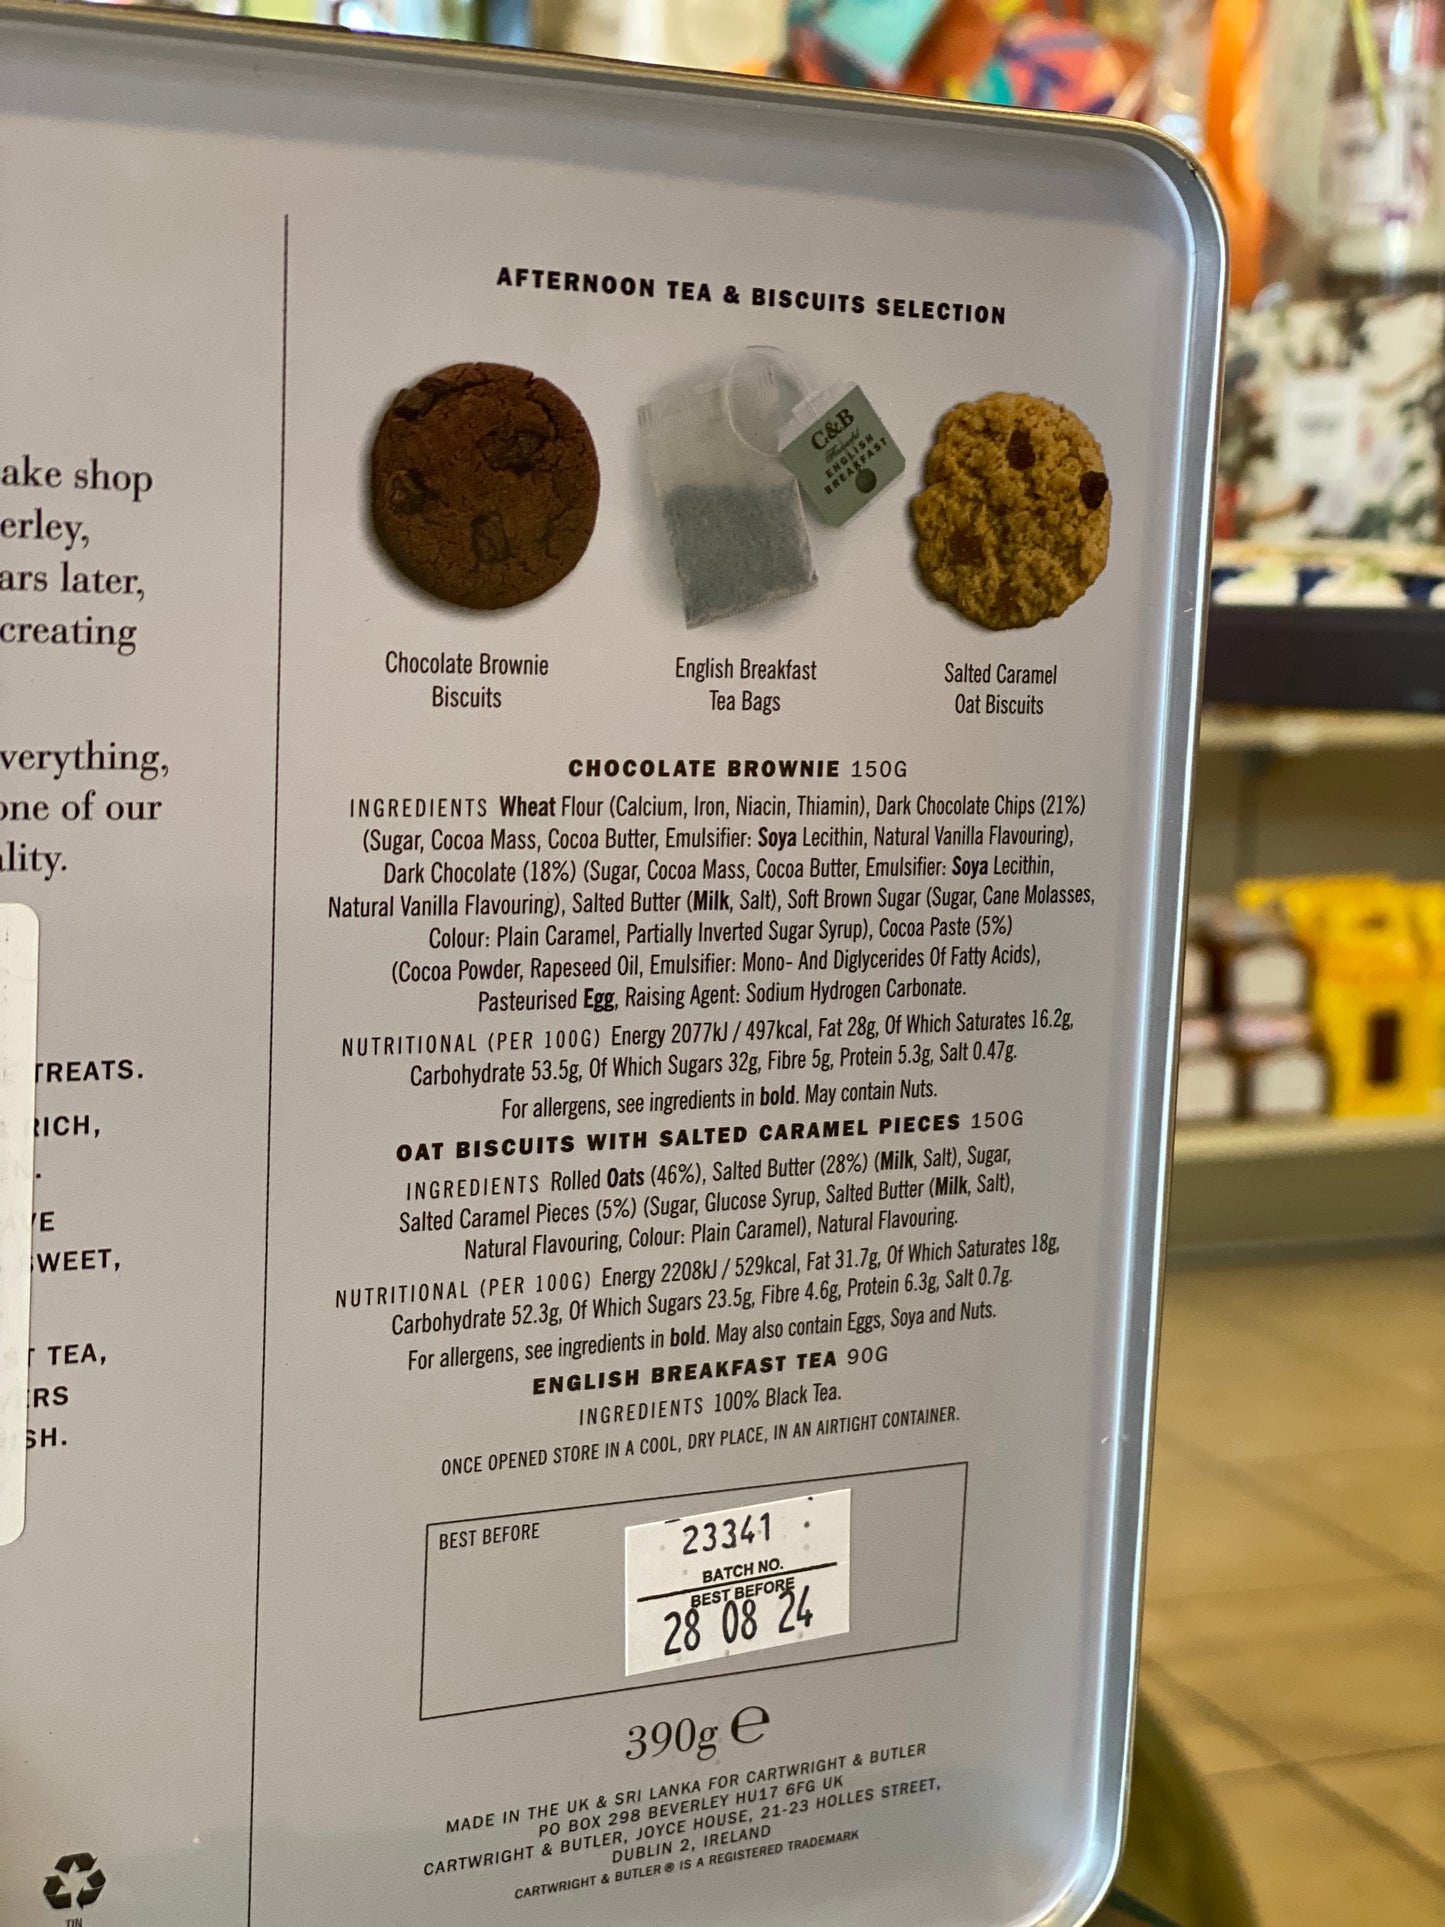 ake shop
erley,
ars later,
creating
verything,
one of our
ality.
TREATS.
RICH,
VE
SWEET,
T TEA,
ERS
SH.
TIN
AFTERNOON TEA & BISCUITS SELECTION
C&B
ENGLISH
BREAKFAST
Chocolate Brownie
Biscuits
English Breakfast
Tea Bags
Salted Caramel
Oat Biscuits
CHOCOLATE BROWNIE 150G
INGREDIENTS Wheat Flour (Calcium, Iron, Niacin, Thiamin), Dark Chocolate Chips (21%)
(Sugar, Cocoa Mass, Cocoa Butter, Emulsifier: Soya Lecithin, Natural Vanilla Flavouring),
Dark Chocolate (18%) (Sugar, Cocoa Mass, Cocoa Butter, Emulsifier: Soya Lecithin,
Natural Vanilla Flavouring), Salted Butter (Milk, Salt), Soft Brown Sugar (Sugar, Cane Molasses,
Colour: Plain Caramel, Partially Inverted Sugar Syrup), Cocoa Paste (5%)
(Cocoa Powder, Rapeseed Oil, Emulsifier: Mono- And Diglycerides Of Fatty Acids),
Pasteurised Egg, Raising Agent: Sodium Hydrogen Carbonate.
NUTRITIONAL (PER 100G) Energy 2077kJ / 497kcal, Fat 28g, Of Which Saturates 16.2g,
Carbohydrate 53.5g, Of Which Sugars 32g, Fibre 5g, Protein 5.3g, Salt 0.47g.
For allergens, see ingredients in bold. May contain Nuts.
OAT BISCUITS WITH SALTED CARAMEL PIECES 150G
INGREDIENTS Rolled Oats (46%), Salted Butter (28%) (Milk, Salt), Sugar,
Salted Caramel Pieces (5%) (Sugar, Glucose Syrup, Salted Butter (Milk, Salt),
Natural Flavouring, Colour: Plain Caramel), Natural Flavouring.
NUTRITIONAL (PER 100G) Energy 2208kJ / 529kcal, Fat 31.7g, Of Which Saturates 18g,
Carbohydrate 52.3g, Of Which Sugars 23.5g, Fibre 4.6g, Protein 6.3g, Salt 0.7g.
For allergens, see ingredients in bold. May also contain Eggs, Soya and Nuts.
ENGLISH BREAKFAST TEA 90G
INGREDIENTS 100% Black Tea.
ONCE OPENED STORE IN A COOL, DRY PLACE, IN AN AIRTIGHT CONTAINER.
BEST BEFORE
23341
BATCH NO.
BEST BEFORE
28 08 24
390g ℮
MADE IN THE UK & SRI LANKA FOR CARTWRIGHT & BUTLER
PO BOX 298 BEVERLEY HU17 6FG UK
CARTWRIGHT & BUTLER, JOYCE HOUSE, 21-23 HOLLES STREET,
DUBLIN 2, IRELAND
CARTWRIGHT & BUTLER ® IS A REGISTERED TRADEMARK